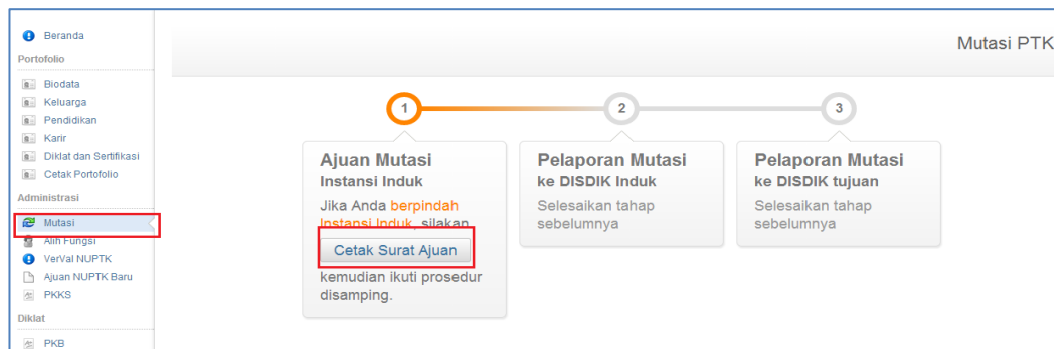 Beranda
Portofolio
Biodata
Keluarga
Pendidikan
Karir
Diklat dan Sertifikasi
Cetak Portofolio
Administrasi
Mutasi
Alih Fungsi
VerVal NUPTK
Ajuan NUPTK Baru
PKKS
Diklat
PKB
Mutasi PTK
1
2
3
Ajuan Mutasi
Instansi Induk
Jika Anda berpindah
Instansi Induk, silakan
Cetak Surat Ajuan
kemudian ikuti prosedur
disamping.
Pelaporan Mutasi
ke DISDIK Induk
Selesaikan tahap
sebelumnya
Pelaporan Mutasi
ke DISDIK tujuan
Selesaikan tahap
sebelumnya